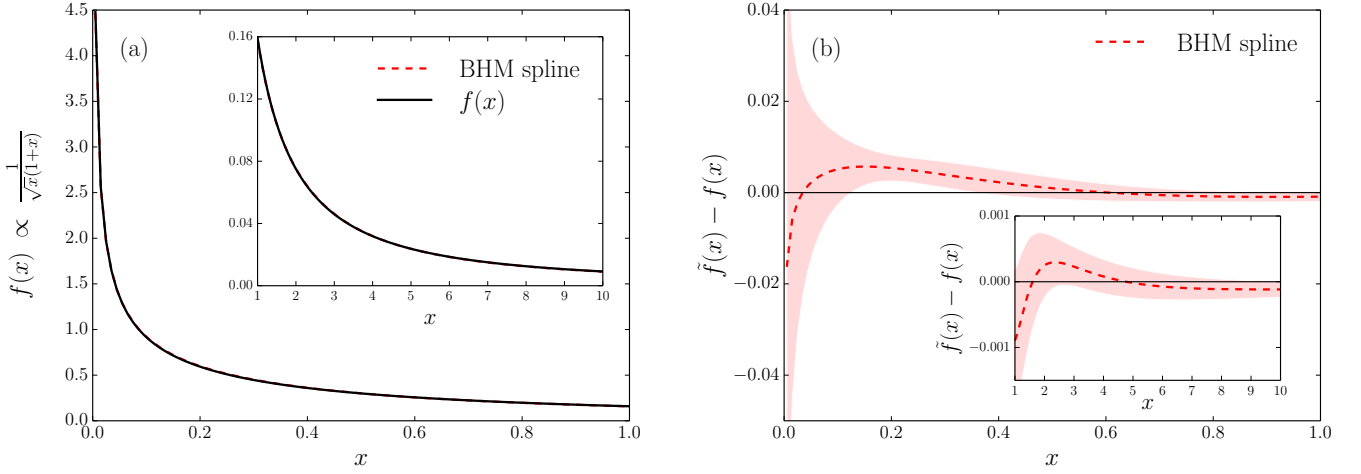 (a)
4.5
4.0
3.5
3.0
2.5
2.0
1.5
1.0
0.5
0.0
0.0 0.2 0.4 0.6 0.8 1.0
x
f(x) ∝ 1/(√x(1+x))
0.16
0.12
0.08
0.04
0.00
1 2 3 4 5 6 7 8 9 10
x
BHM spline
f(x)
(b)
0.04
0.02
0.00
−0.02
−0.04
0.0 0.2 0.4 0.6 0.8 1.0
x
f̃(x) − f(x)
BHM spline
0.001
0.000
−0.001
1 2 3 4 5 6 7 8 9 10
x
f̃(x) − f(x)